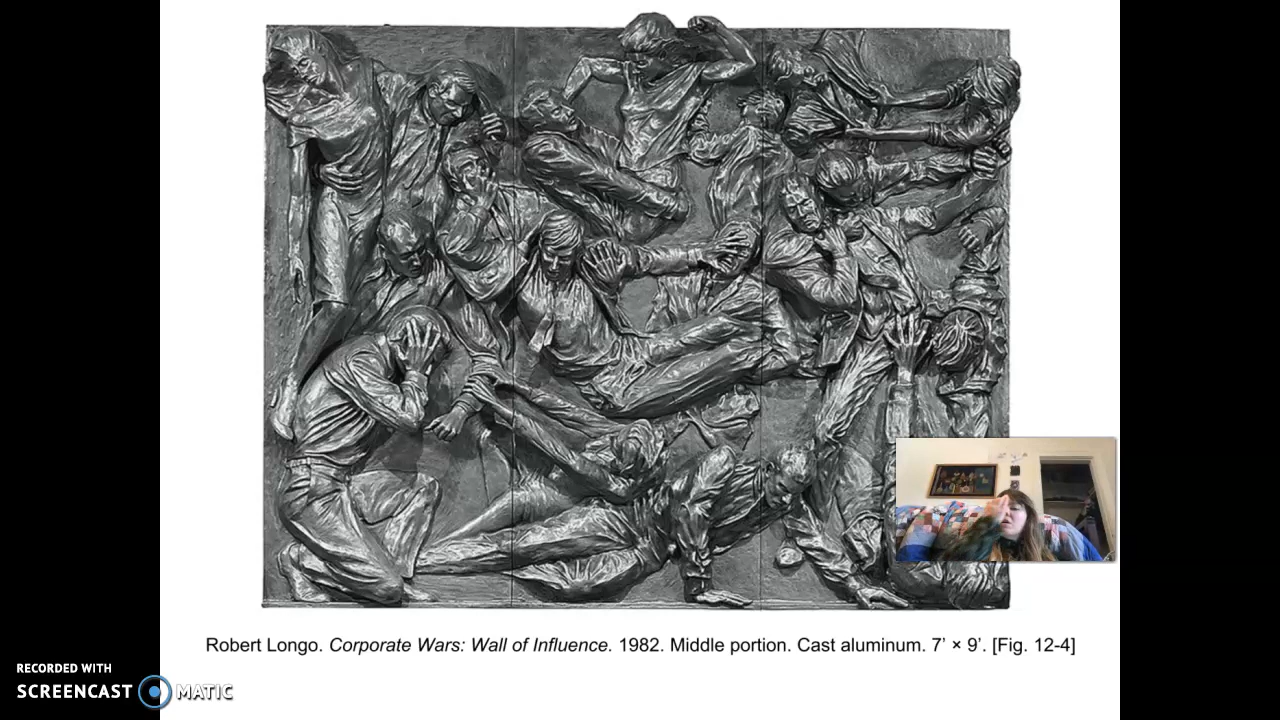 Robert Longo. Corporate Wars: Wall of Influence. 1982. Middle portion. Cast aluminum. 7’ × 9’. [Fig. 12-4]
RECORDED WITH
SCREENCAST MATIC